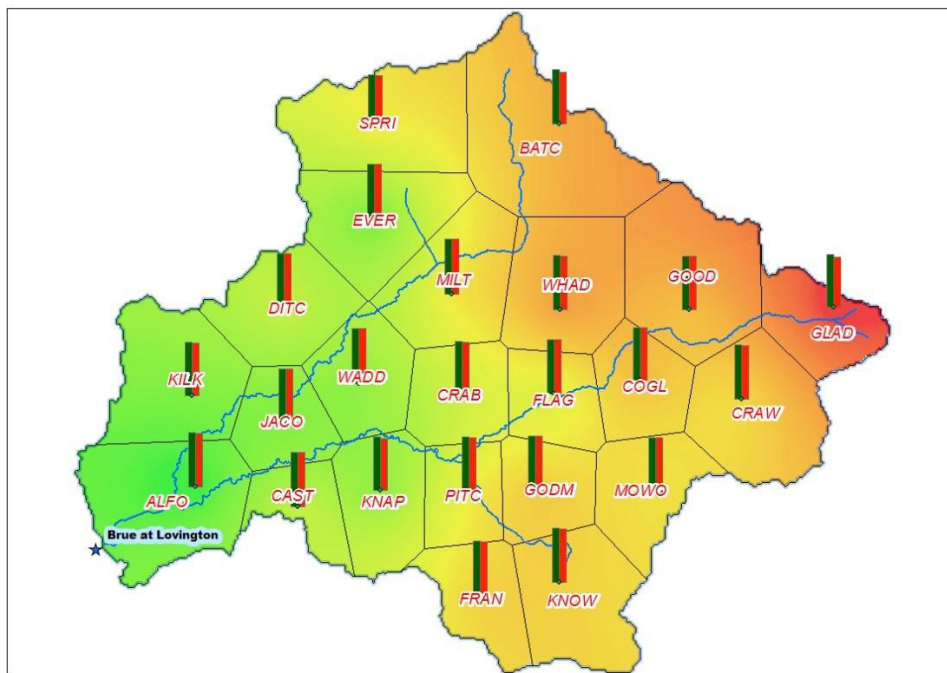 SPRI
BATC
EVER
MILT
WHAD
GOOD
DITC
GLAD
KILK
WADD
CRAB
FLAG
COGL
CRAW
JACO
ALFO
CAST
KNAP
PITC
GODM
MOWO
Brue at Lovington
FRAN
KNOW